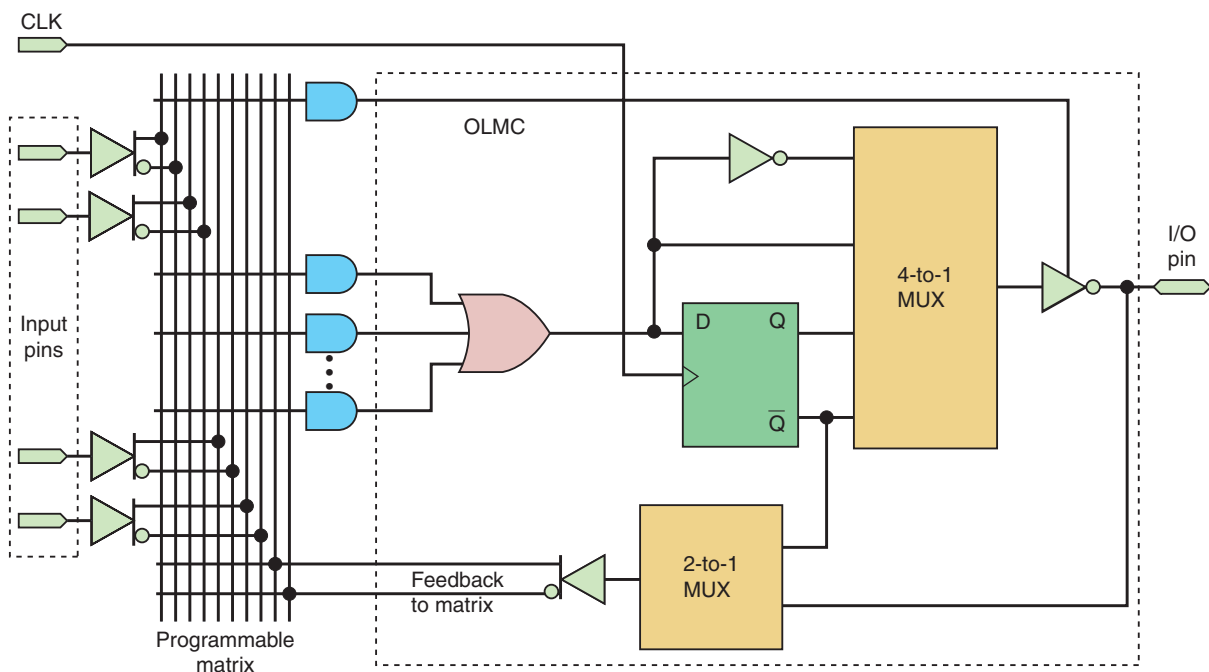 CLK
OLMC
I/O
pin
Input
pins
4-to-1
MUX
D
Q
Q̅
2-to-1
MUX
Feedback
to matrix
Programmable
matrix